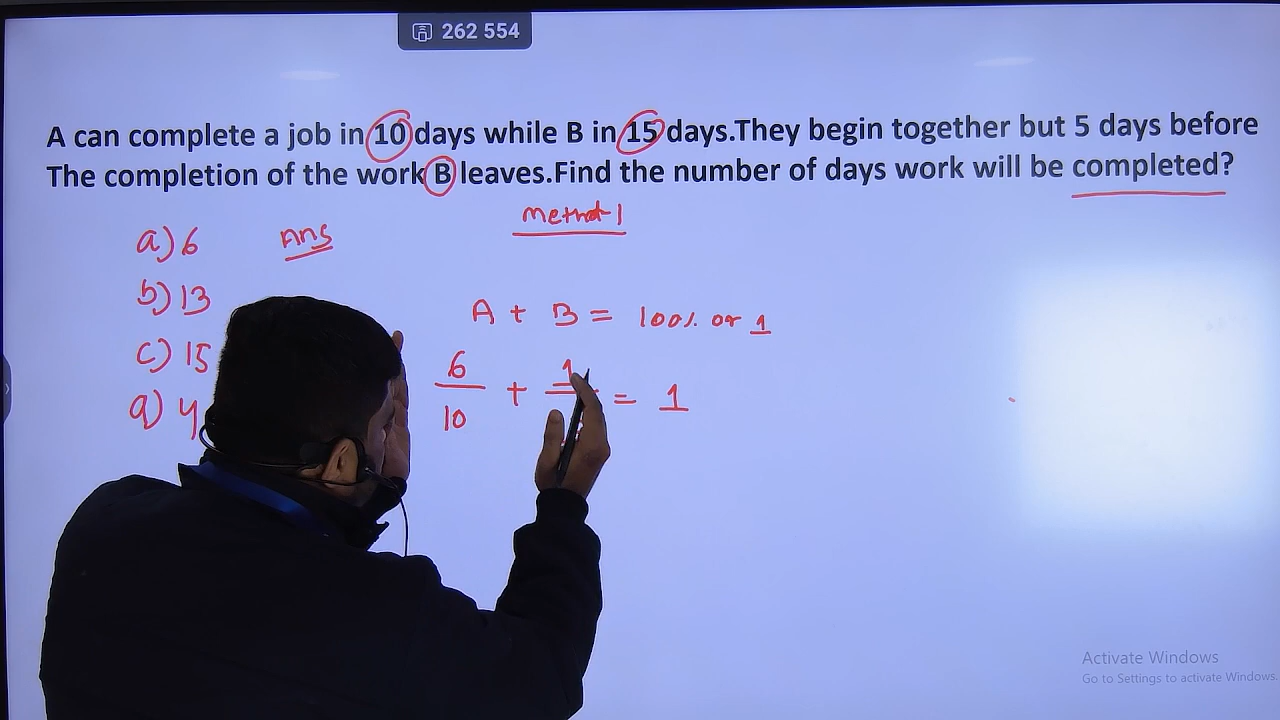 262 554
A can complete a job in 10 days while B in 15 days.They begin together but 5 days before
The completion of the work B leaves.Find the number of days work will be completed?
Method-1
a) 6 Ans
b) 13
A + B = 100% or 1
c) 15
6/10 + 1 = 1
d) 4
Activate Windows
Go to Settings to activate Windows.